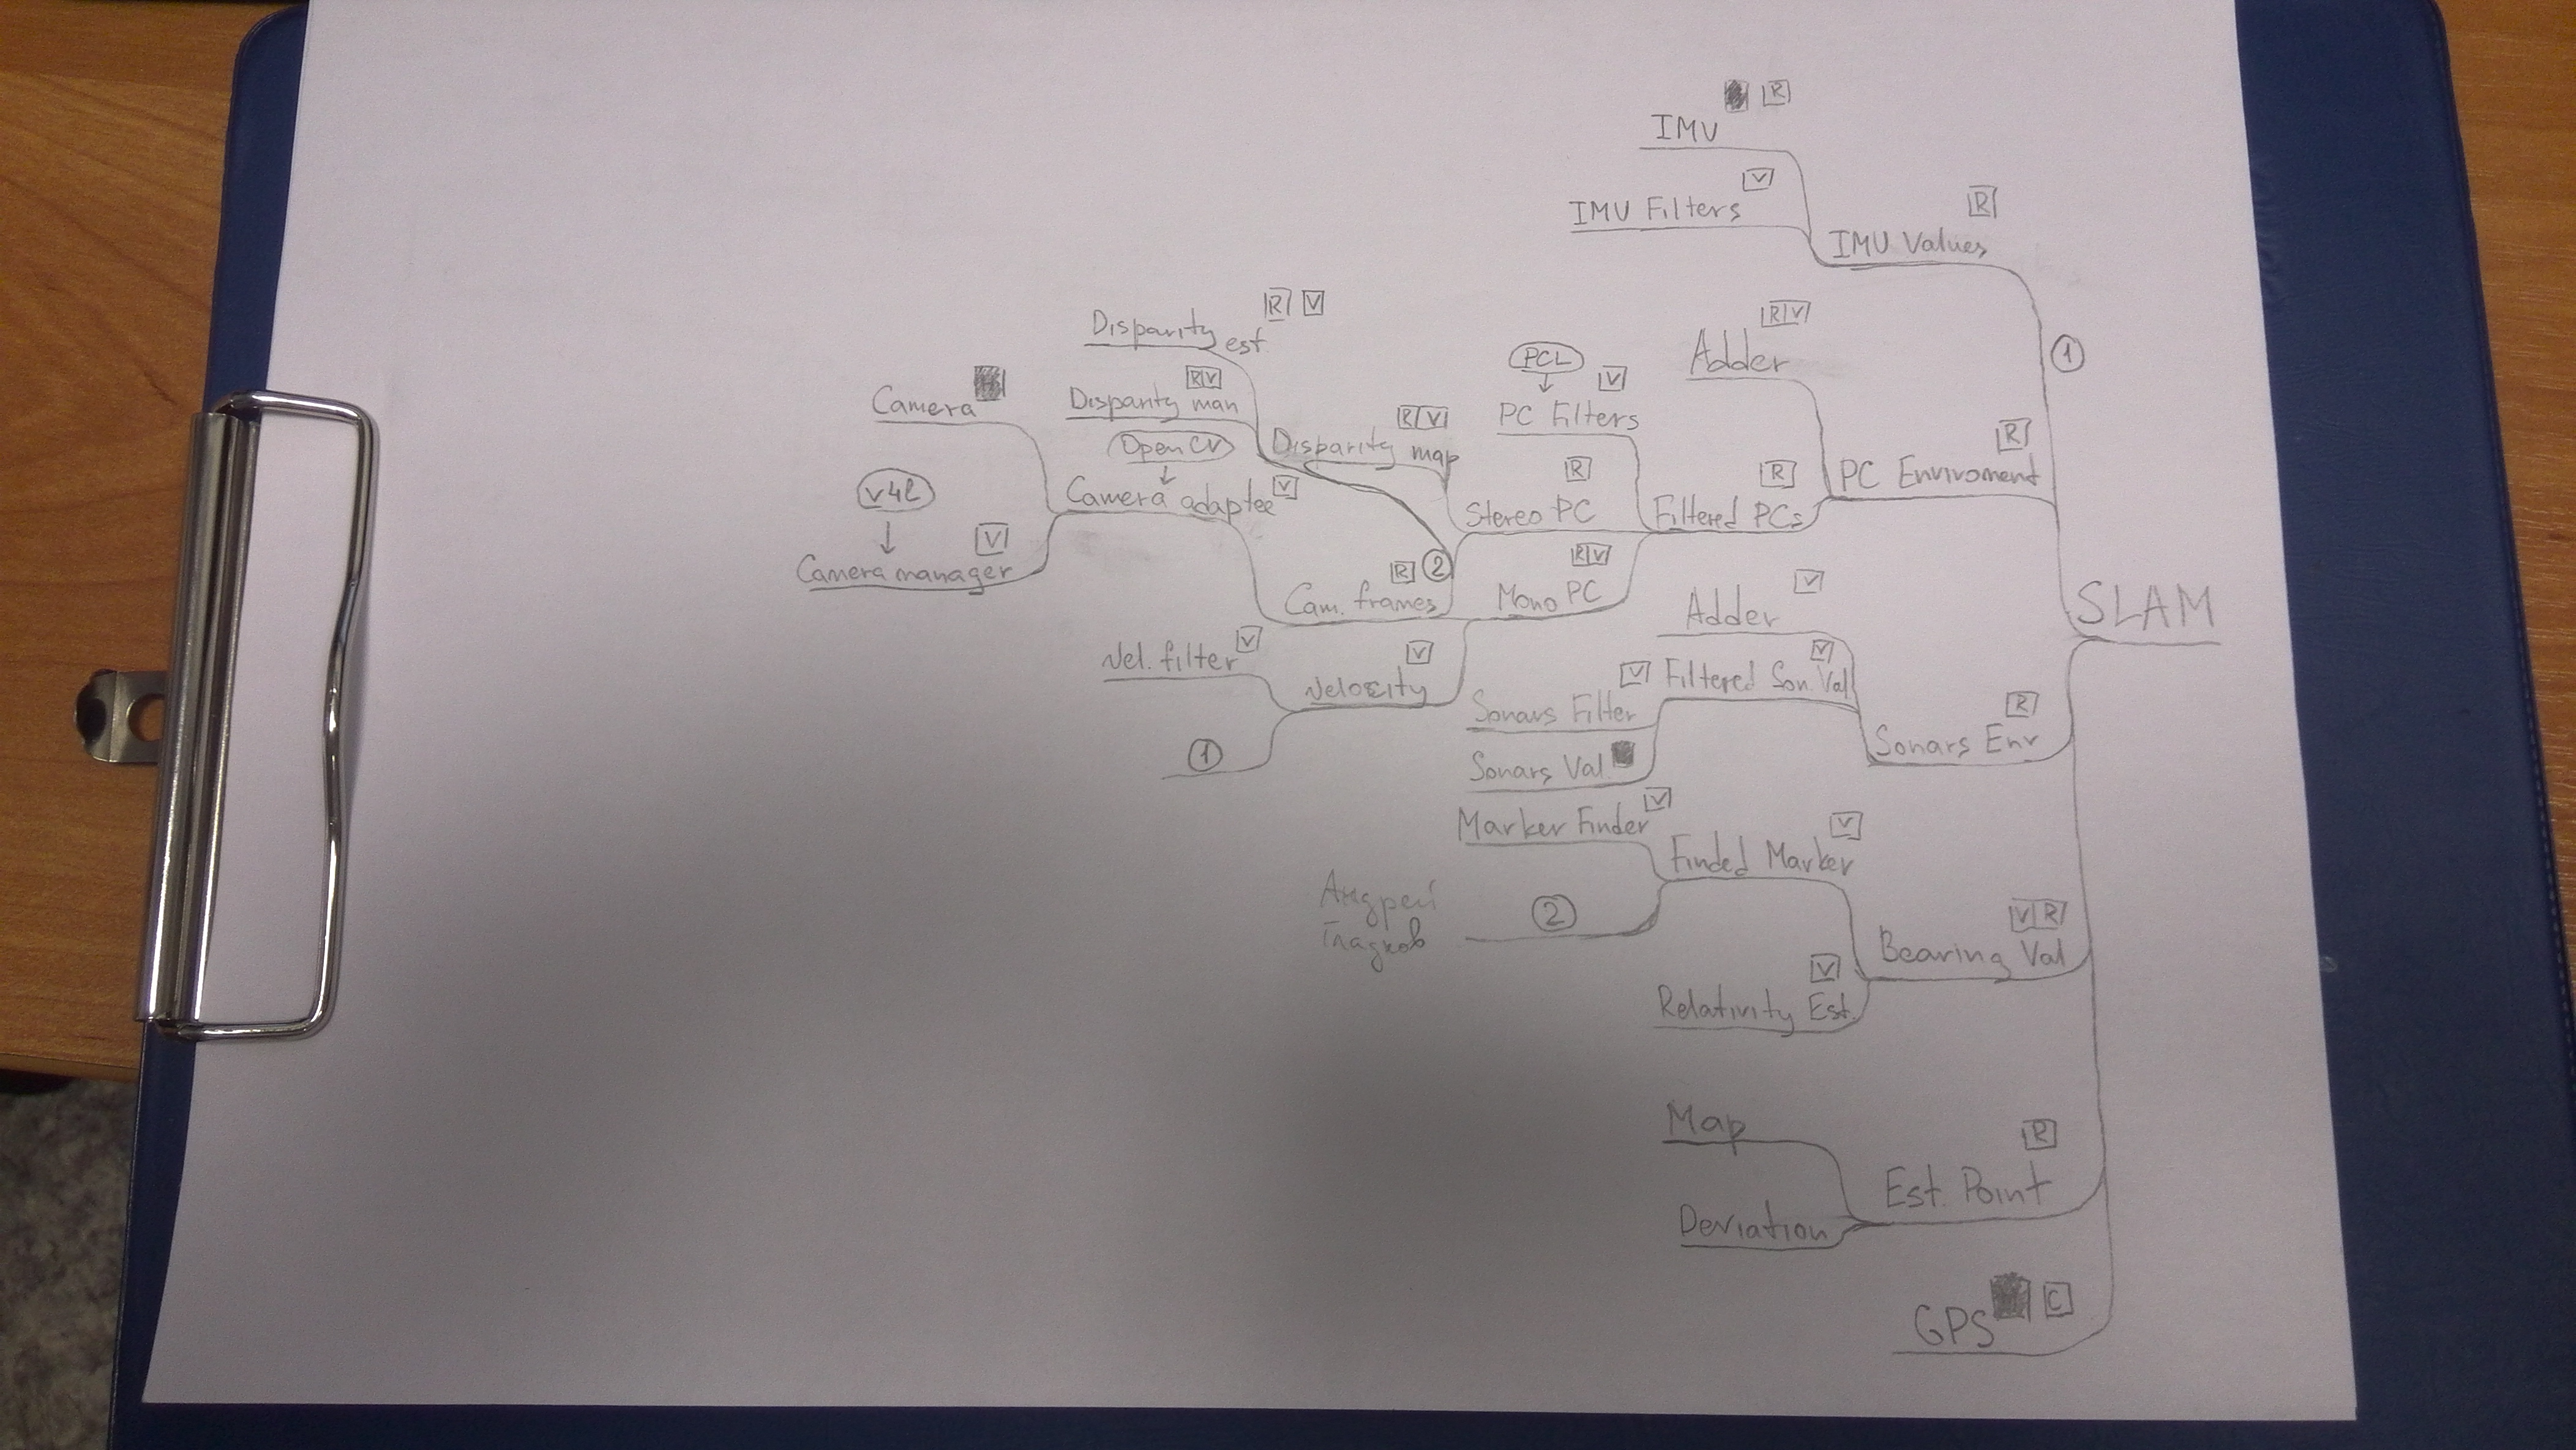 R
IMU
V
IMU Filters
R
IMU Values
R V
Disparity
est.
R V
Adder
1
PCL
V
PC Filters
Camera
R V
Disparity man
R V
Disparity map
OpenCV
V
Camera adaptee
v4l
V
Camera manager
R
Stereo PC
R
Filtered PCs
R
PC Enviroment
R
2
Cam. frames
R V
Mono PC
V
Adder
SLAM
V
Vel. filter
V
Velocity
1
V
Sonars Filter
V
Filtered Son. Val
Sonars Val.
R
Sonars Env
V
Marker Finder
V
Finded Marker
Андрей
Гладков
2
V R
Bearing Val
V
Relativity Est.
Map
R
Est. Point
Deviation
C
GPS